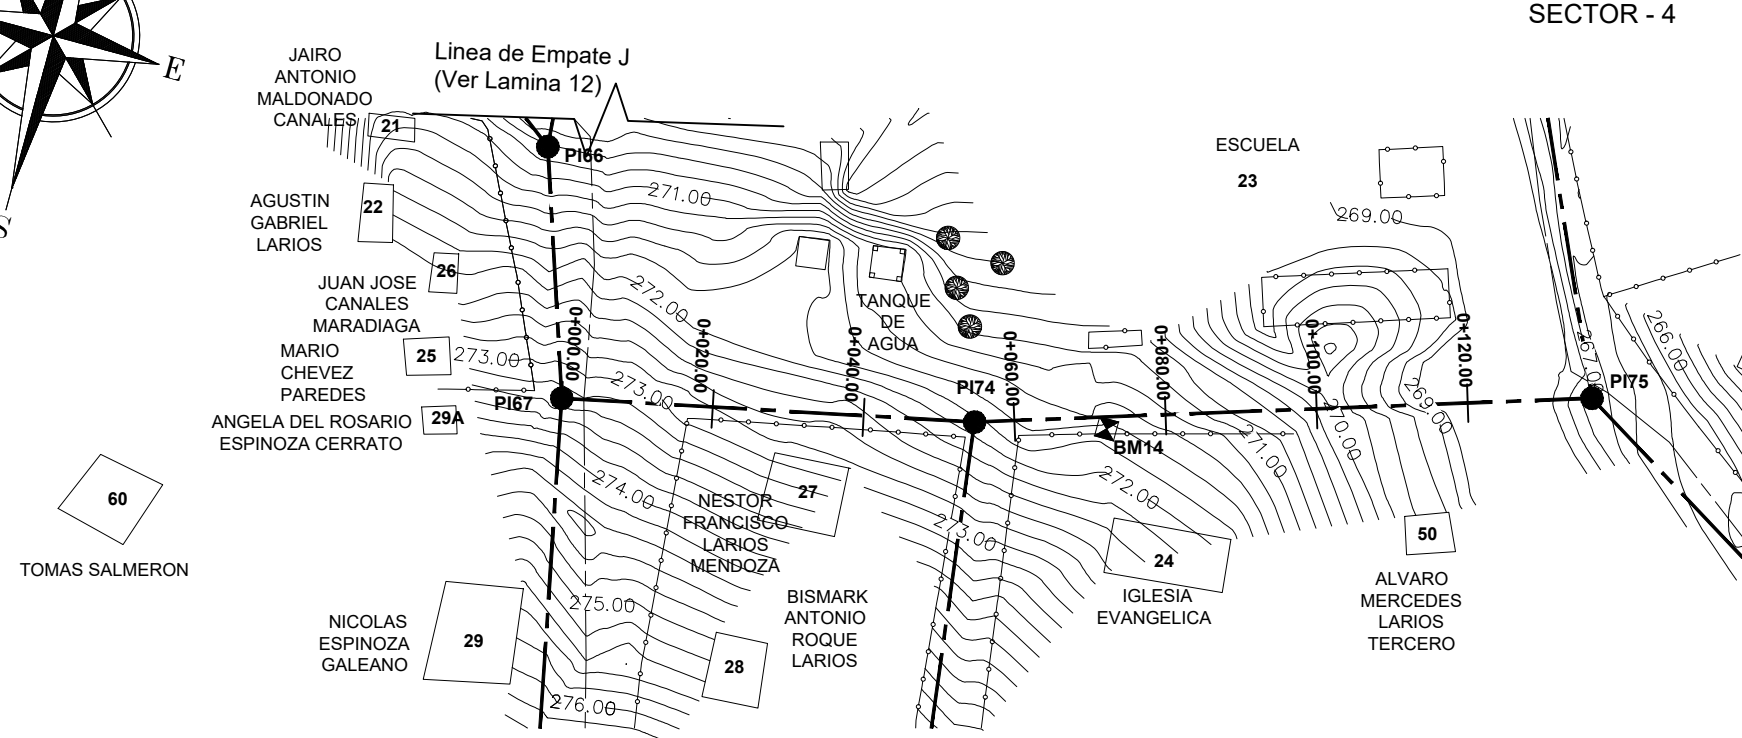 SECTOR - 4
E
S
Linea de Empate J
(Ver Lamina 12)
JAIRO
ANTONIO
MALDONADO
CANALES
21
PI66
271.00
ESCUELA
23
269.00
AGUSTIN
GABRIEL
LARIOS
22
26
JUAN JOSE
CANALES
MARADIAGA
272.00
TANQUE
DE
AGUA
MARIO
CHEVEZ
PAREDES
25
273.00
0+000.00
0+020.00
0+040.00
0+060.00
0+080.00
0+100.00
0+120.00
267.00
266.00
273.00
PI67
PI74
PI75
ANGELA DEL ROSARIO
ESPINOZA CERRATO
29A
BM14
271.00
270.00
269.00
60
TOMAS SALMERON
274.00
NESTOR
FRANCISCO
LARIOS
MENDOZA
27
272.00
273.00
24
IGLESIA
EVANGELICA
50
ALVARO
MERCEDES
LARIOS
TERCERO
275.00
BISMARK
ANTONIO
ROQUE
LARIOS
NICOLAS
ESPINOZA
GALEANO
29
28
276.00